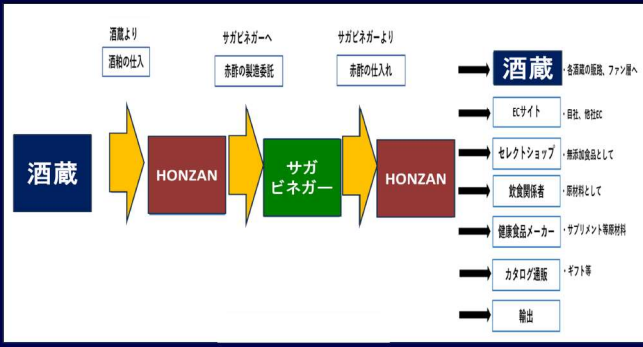 酒蔵より
酒粕の仕入
サガビネガーへ
赤酢の製造委託
サガビネガーより
赤酢の仕入れ
酒蔵
HONZAN
サガ
ビネガー
HONZAN
酒蔵
・各酒蔵の販路、ファン層へ
ECサイト
・自社、他社EC
セレクトショップ
・無添加食品として
飲食関係者
・原材料として
健康食品メーカー
・サプリメント等原材料
カタログ通販
・ギフト等
輸出